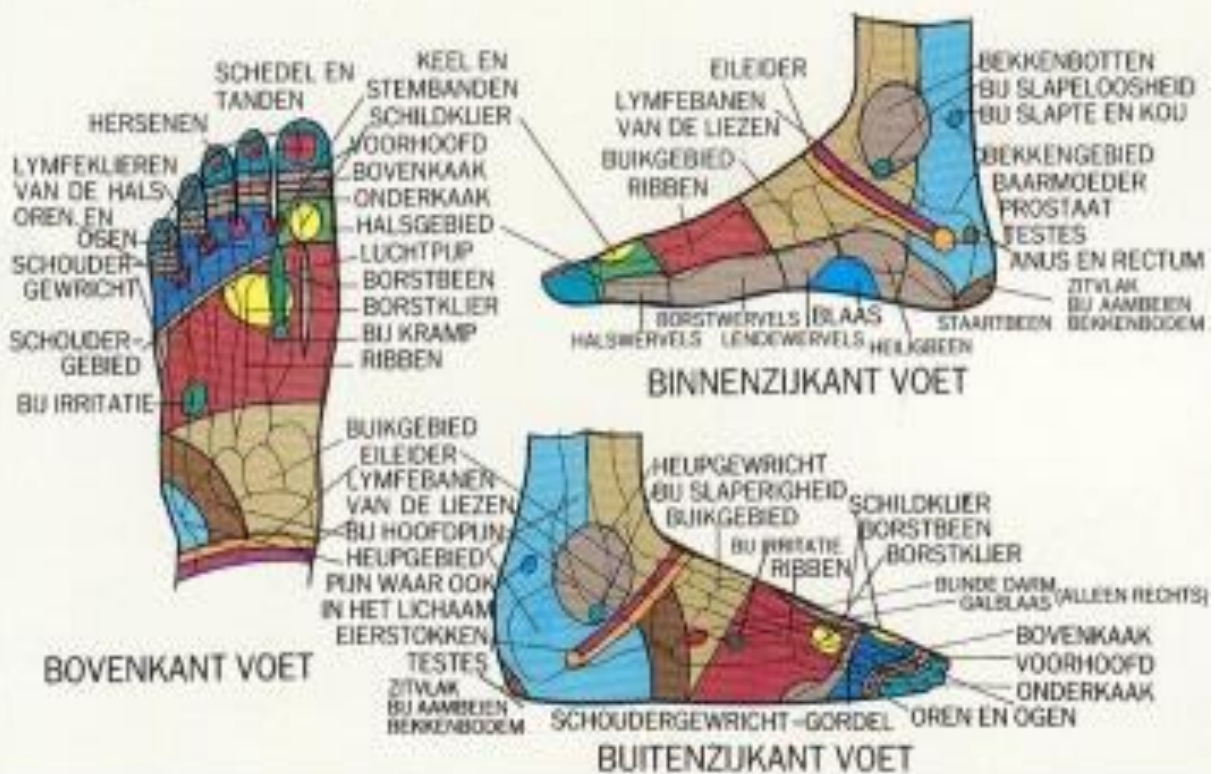 SCHEDEL EN
TANDEN
HERSENEN
LYMFEKLIEREN
VAN DE HALS
OREN EN
OSEN
SCHOUDER
GEWRICHT
SCHOUDER-
GEBIED
BIJ IRRITATIE
KEEL EN
STEMBANDEN
SCHILDKLIER
VOORHOOFD
BOVENKAAK
ONDERKAAK
HALSGEBIED
LUCHTPIJP
BORSTBEEN
BORSTKLIER
BIJ KRAMP
RIBBEN
BUIKGEBIED
EILEIDER
LYMFEBANEN
VAN DE LIEZEN
BIJ HOOFDPIJN
HEUPGEBIED
PIJN WAAR OOK
IN HET LICHAAM
EIERSTOKKEN
TESTES
ZITVLAK
BIJ AAMBEIEN
BEKKENBODEM
BOVENKANT VOET
EILEIDER
LYMFEBANEN
VAN DE LIEZEN
BUIKGEBIED
RIBBEN
BEKKENBOTTEN
BIJ SLAPELOOSHEID
BIJ SLAPTE EN KOU
BEKKENGEBIED
BAARMOEDER
PROSTAAT
TESTES
ANUS EN RECTUM
ZITVLAK
BIJ AAMBEIEN
BEKKENBODEM
STAARTBEEN
HALSWERVELS
BORSTWERVELS
LENDEWERVELS
BLAAS
HEILIGBEEN
BINNENZIJKANT VOET
HEUPGEWRICHT
BIJ SLAPERIGHEID
BUIKGEBIED
BIJ IRRITATIE
RIBBEN
SCHILDKLIER
BORSTBEEN
BORSTKLIER
BLINDE DARM
GALBLAAS (ALLEEN RECHTS)
BOVENKAAK
VOORHOOFD
ONDERKAAK
OREN EN OGEN
SCHOUDERGEWRICHT-GORDEL
BUITENZIJKANT VOET